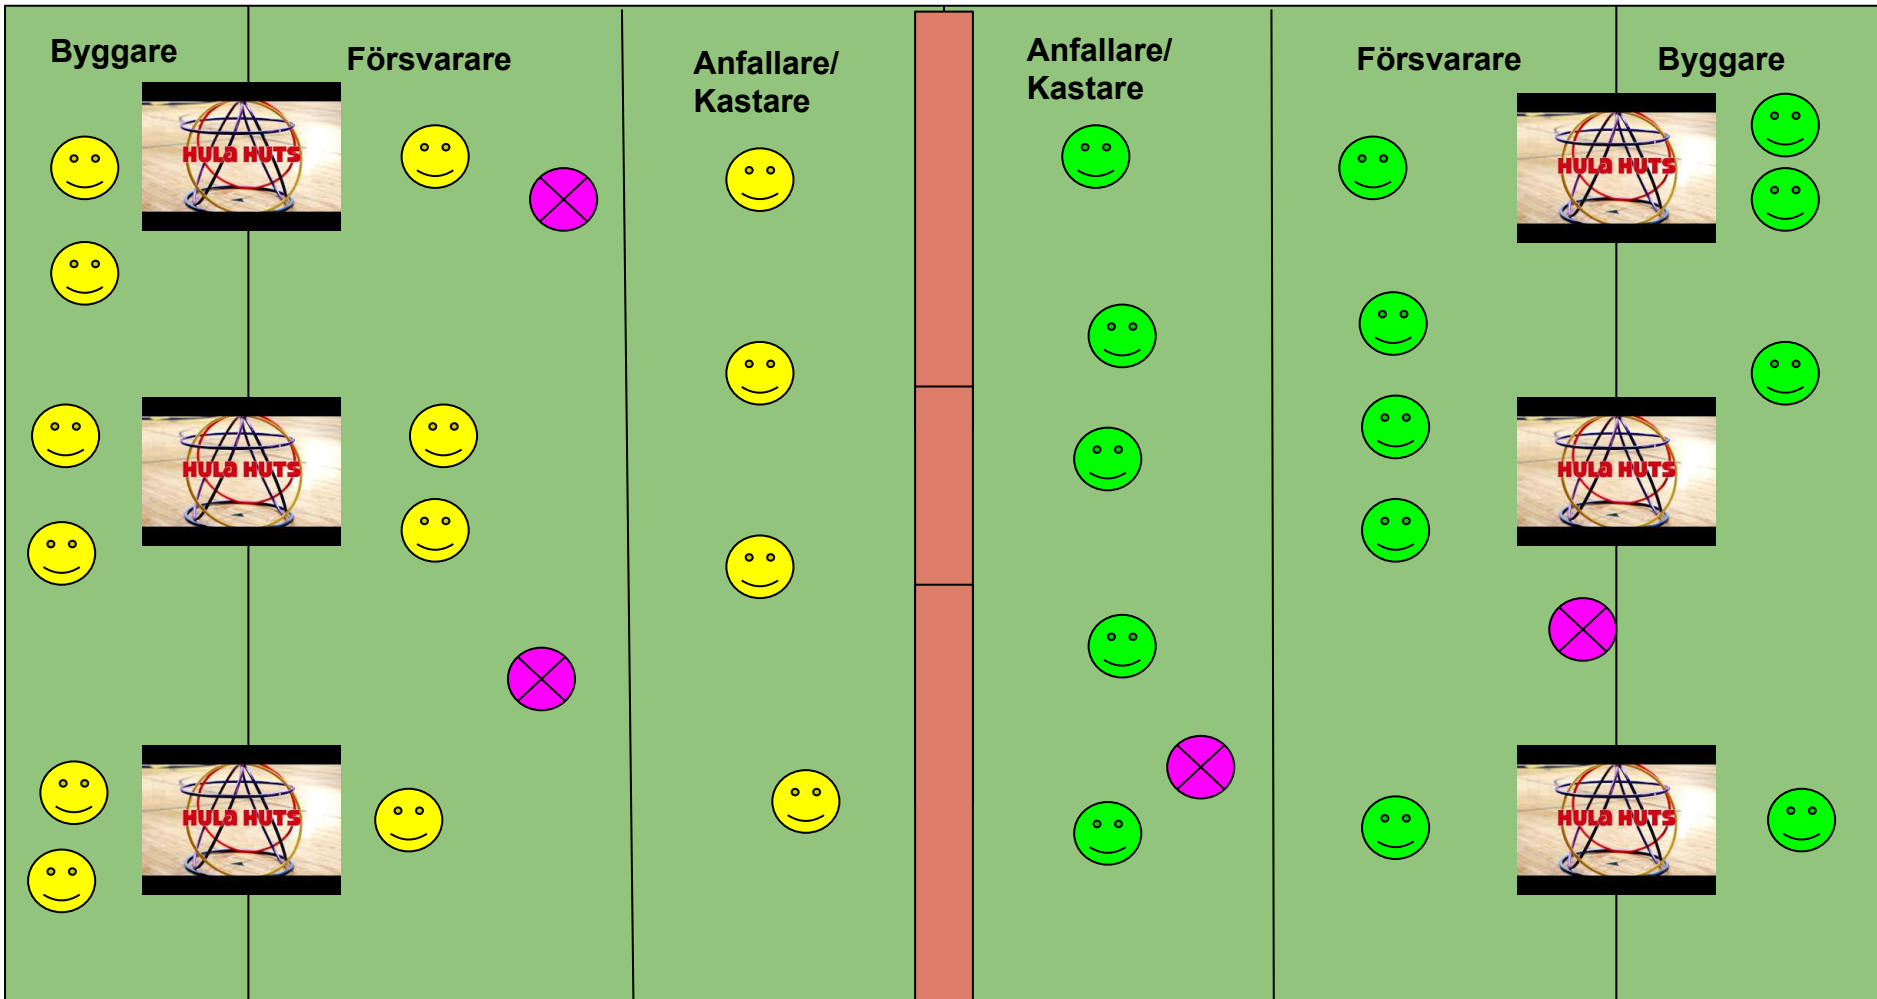 Byggare
Försvarare
Anfallare/
Kastare
Anfallare/
Kastare
Försvarare
Byggare
HULA HUTS
HULA HUTS
HULA HUTS
HULA HUTS
HULA HUTS
HULA HUTS